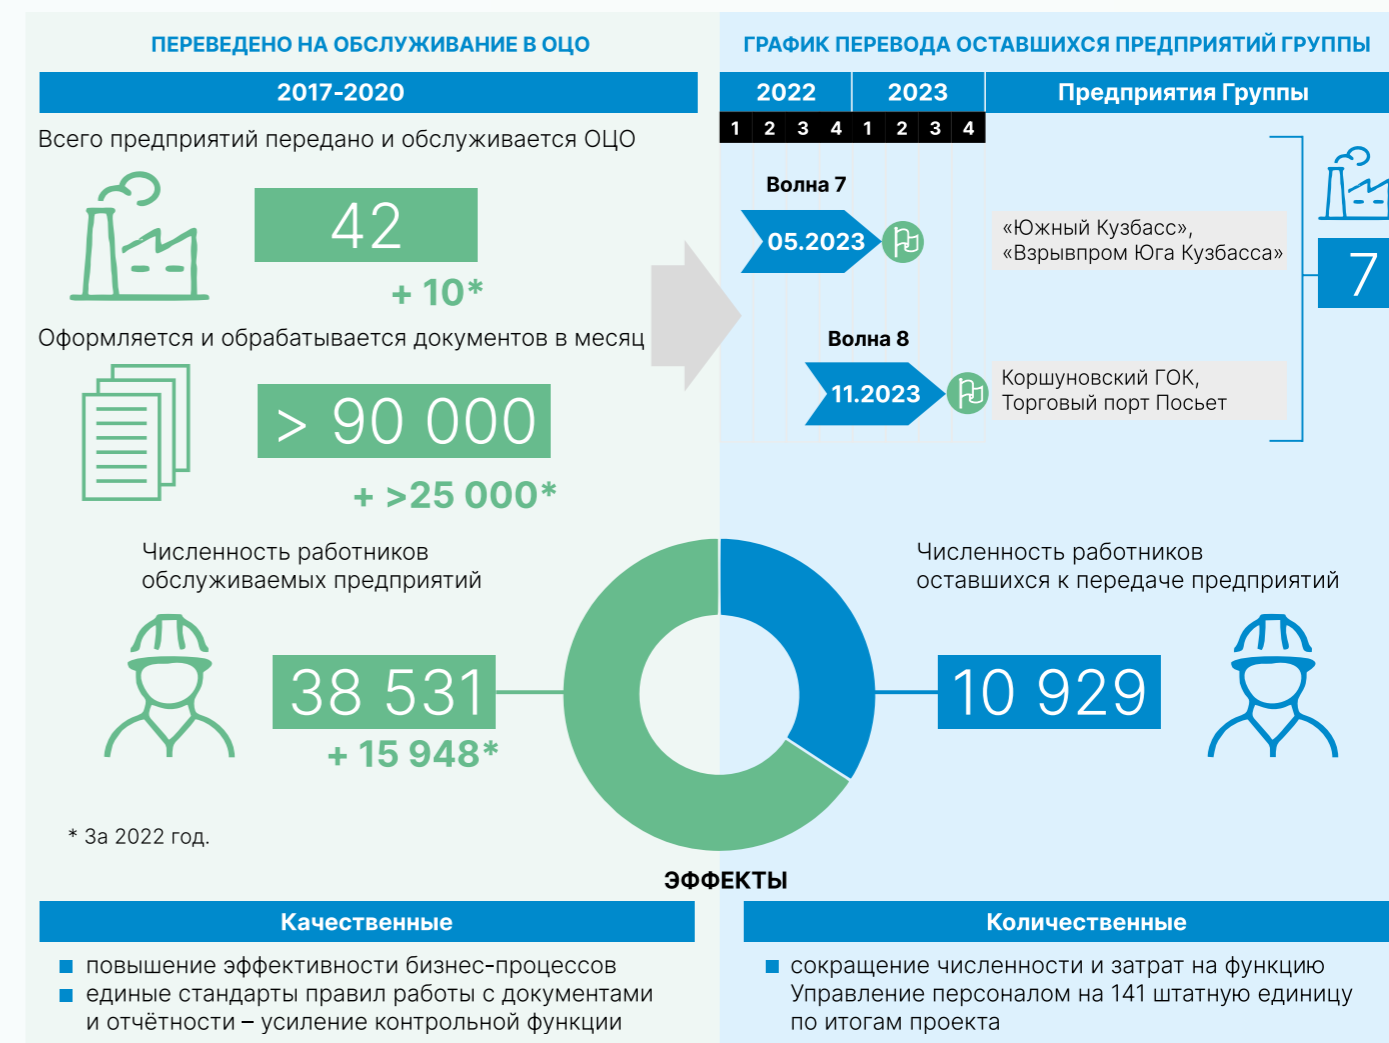 ПЕРЕВЕДЕНО НА ОБСЛУЖИВАНИЕ В ОЦО
2017-2020
Всего предприятий передано и обслуживается ОЦО
42
+ 10*
Оформляется и обрабатывается документов в месяц
> 90 000
+ >25 000*
Численность работников
обслуживаемых предприятий
38 531
+ 15 948*
* За 2022 год.
ГРАФИК ПЕРЕВОДА ОСТАВШИХСЯ ПРЕДПРИЯТИЙ ГРУППЫ
2022 2023 Предприятия Группы
1 2 3 4 1 2 3 4
Волна 7
05.2023
«Южный Кузбасс»,
«Взрывпром Юга Кузбасса»
7
Волна 8
11.2023
Коршуновский ГОК,
Торговый порт Посьет
Численность работников
оставшихся к передаче предприятий
10 929
ЭФФЕКТЫ
Качественные
повышение эффективности бизнес-процессов
единые стандарты правил работы с документами
и отчётности – усиление контрольной функции
Количественные
сокращение численности и затрат на функцию
Управление персоналом на 141 штатную единицу
по итогам проекта